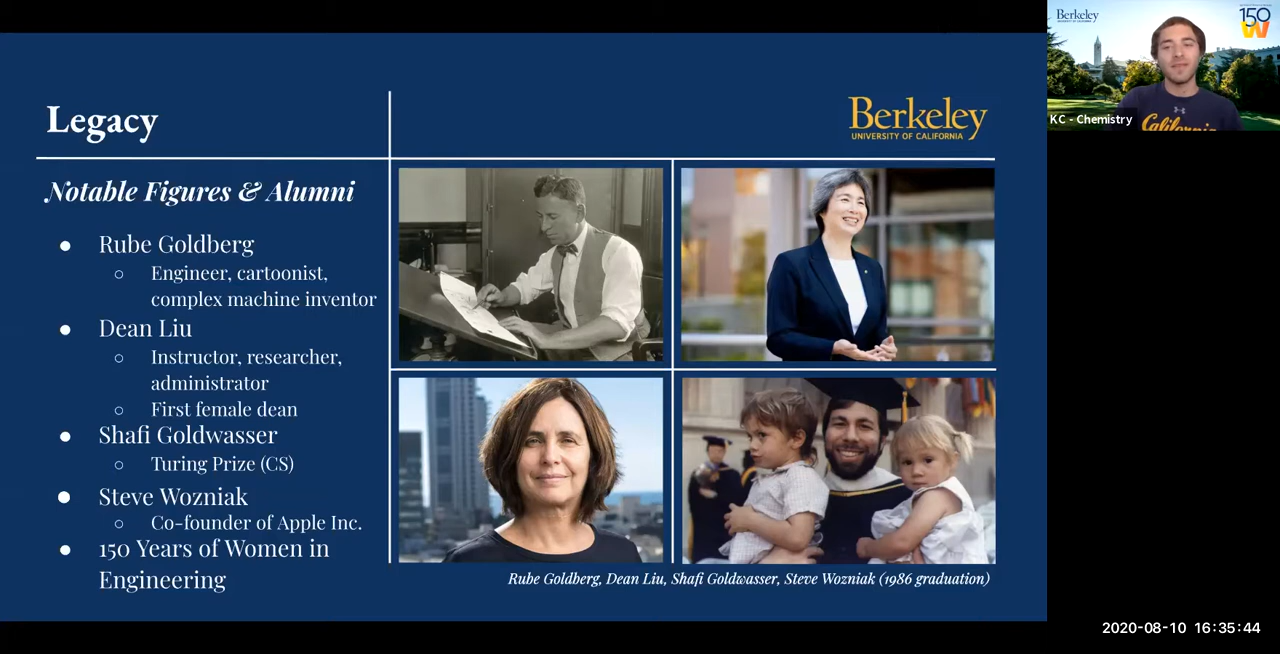 Legacy
Berkeley
UNIVERSITY OF CALIFORNIA
Notable Figures & Alumni
● Rube Goldberg
○ Engineer, cartoonist,
complex machine inventor
● Dean Liu
○ Instructor, researcher,
administrator
○ First female dean
● Shafi Goldwasser
○ Turing Prize (CS)
● Steve Wozniak
○ Co-founder of Apple Inc.
● 150 Years of Women in
Engineering
Rube Goldberg, Dean Liu, Shafi Goldwasser, Steve Wozniak (1986 graduation)
Berkeley
150
W
California
KC - Chemistry
2020-08-10 16:35:44